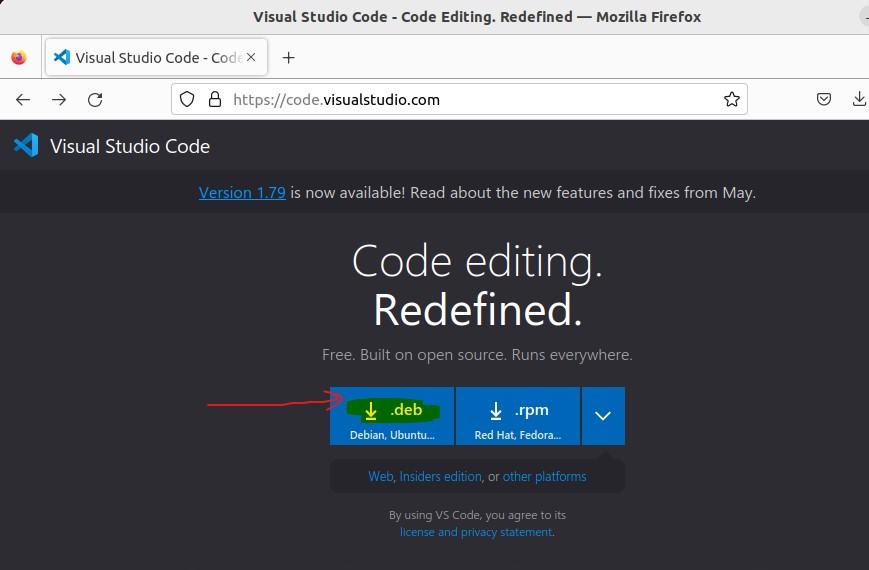 Visual Studio Code - Code Editing. Redefined — Mozilla Firefox
Visual Studio Code - Code
https://code.visualstudio.com
Visual Studio Code
Version 1.79 is now available! Read about the new features and fixes from May.
Code editing.
Redefined.
Free. Built on open source. Runs everywhere.
.deb .rpm
Debian, Ubuntu... Red Hat, Fedora...
Web, Insiders edition, or other platforms
By using VS Code, you agree to its
license and privacy statement.